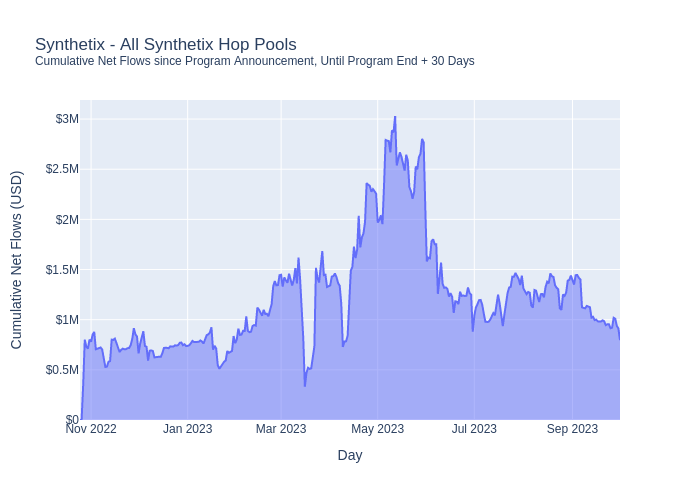 Synthetix - All Synthetix Hop Pools
Cumulative Net Flows since Program Announcement, Until Program End + 30 Days
Cumulative Net Flows (USD)
$3M
$2.5M
$2M
$1.5M
$1M
$0.5M
$0
Nov 2022 Jan 2023 Mar 2023 May 2023 Jul 2023 Sep 2023
Day